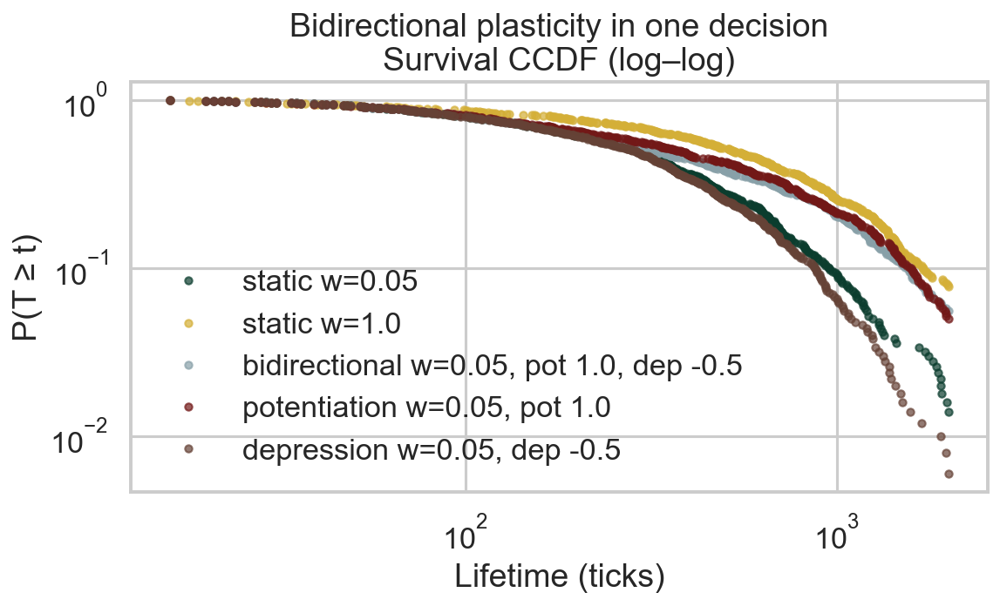 Bidirectional plasticity in one decision
Survival CCDF (log–log)
10^0
10^−1
10^−2
P(T ≥ t)
static w=0.05
static w=1.0
bidirectional w=0.05, pot 1.0, dep -0.5
potentiation w=0.05, pot 1.0
depression w=0.05, dep -0.5
10^2
10^3
Lifetime (ticks)